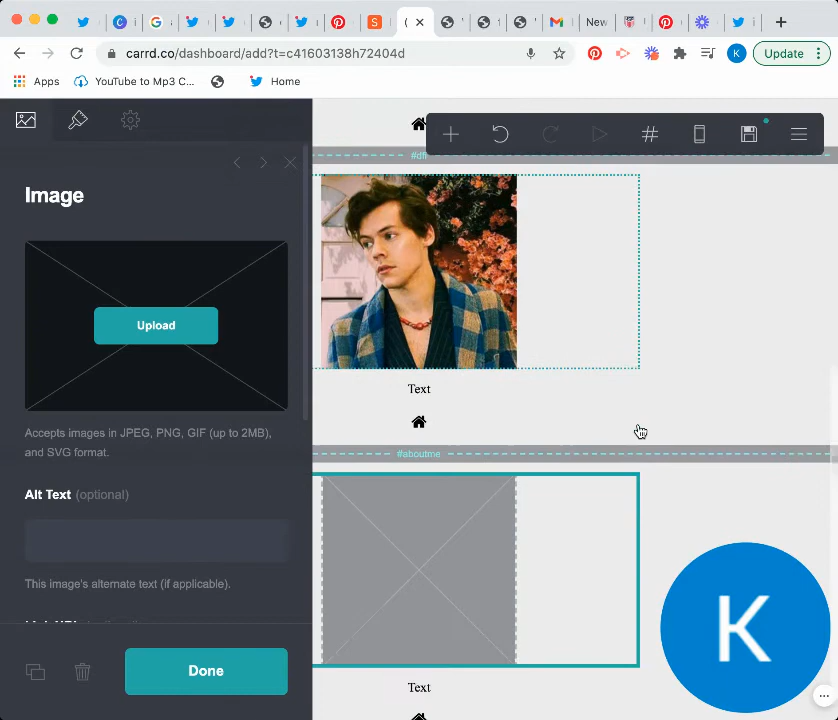 New
carrd.co/dashboard/add?t=c41603138h72404d
K
Update
Apps
YouTube to Mp3 C...
Home
#
Image
Upload
Accepts images in JPEG, PNG, GIF (up to 2MB),
and SVG format.
Alt Text (optional)
This image's alternate text (if applicable).
Done
Text
#aboutme
Text
K